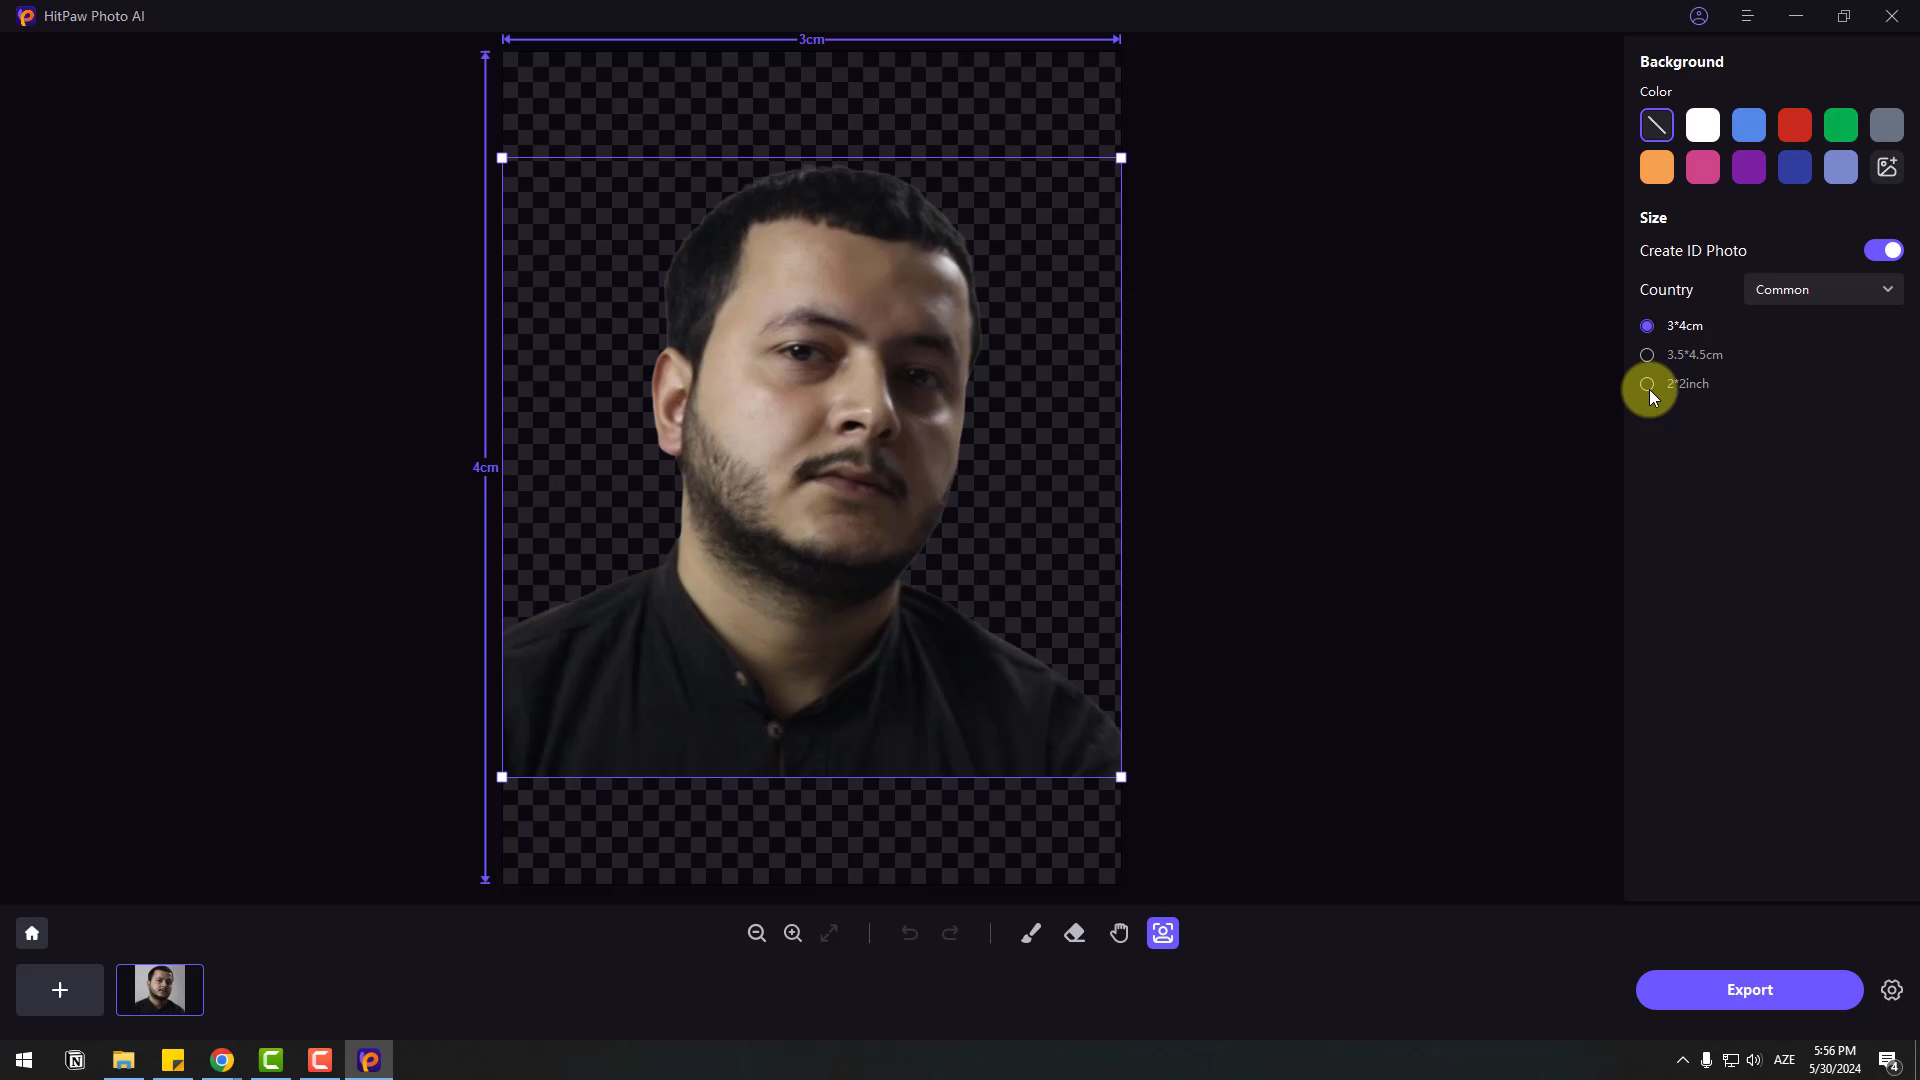 HitPaw Photo AI
3cm
4cm
Background
Color
Size
Create ID Photo
Country
Common
3*4cm
3.5*4.5cm
2*2inch
Export
AZE
5:56 PM
5/30/2024
4